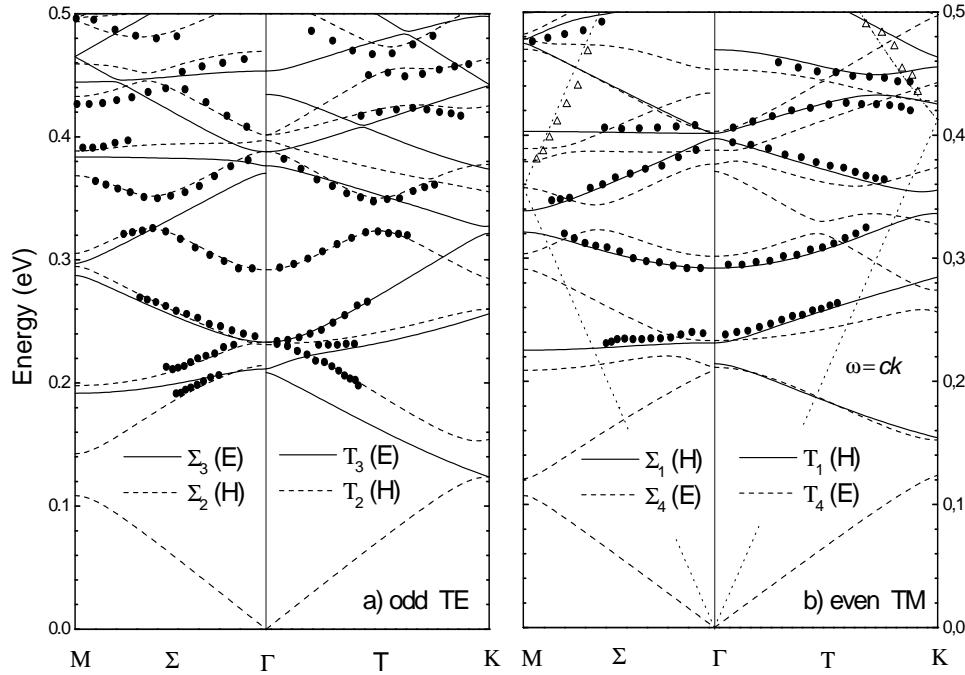 Energy (eV)
0.5
0.4
0.3
0.2
0.1
0.0
Σ₃ (E)
Σ₂ (H)
T₃ (E)
T₂ (H)
a) odd TE
M Σ Γ T K
ω=ck
Σ₁ (H)
Σ₄ (E)
T₁ (H)
T₄ (E)
b) even TM
M Σ Γ T K
0,5
0,4
0,3
0,2
0,1
0,0